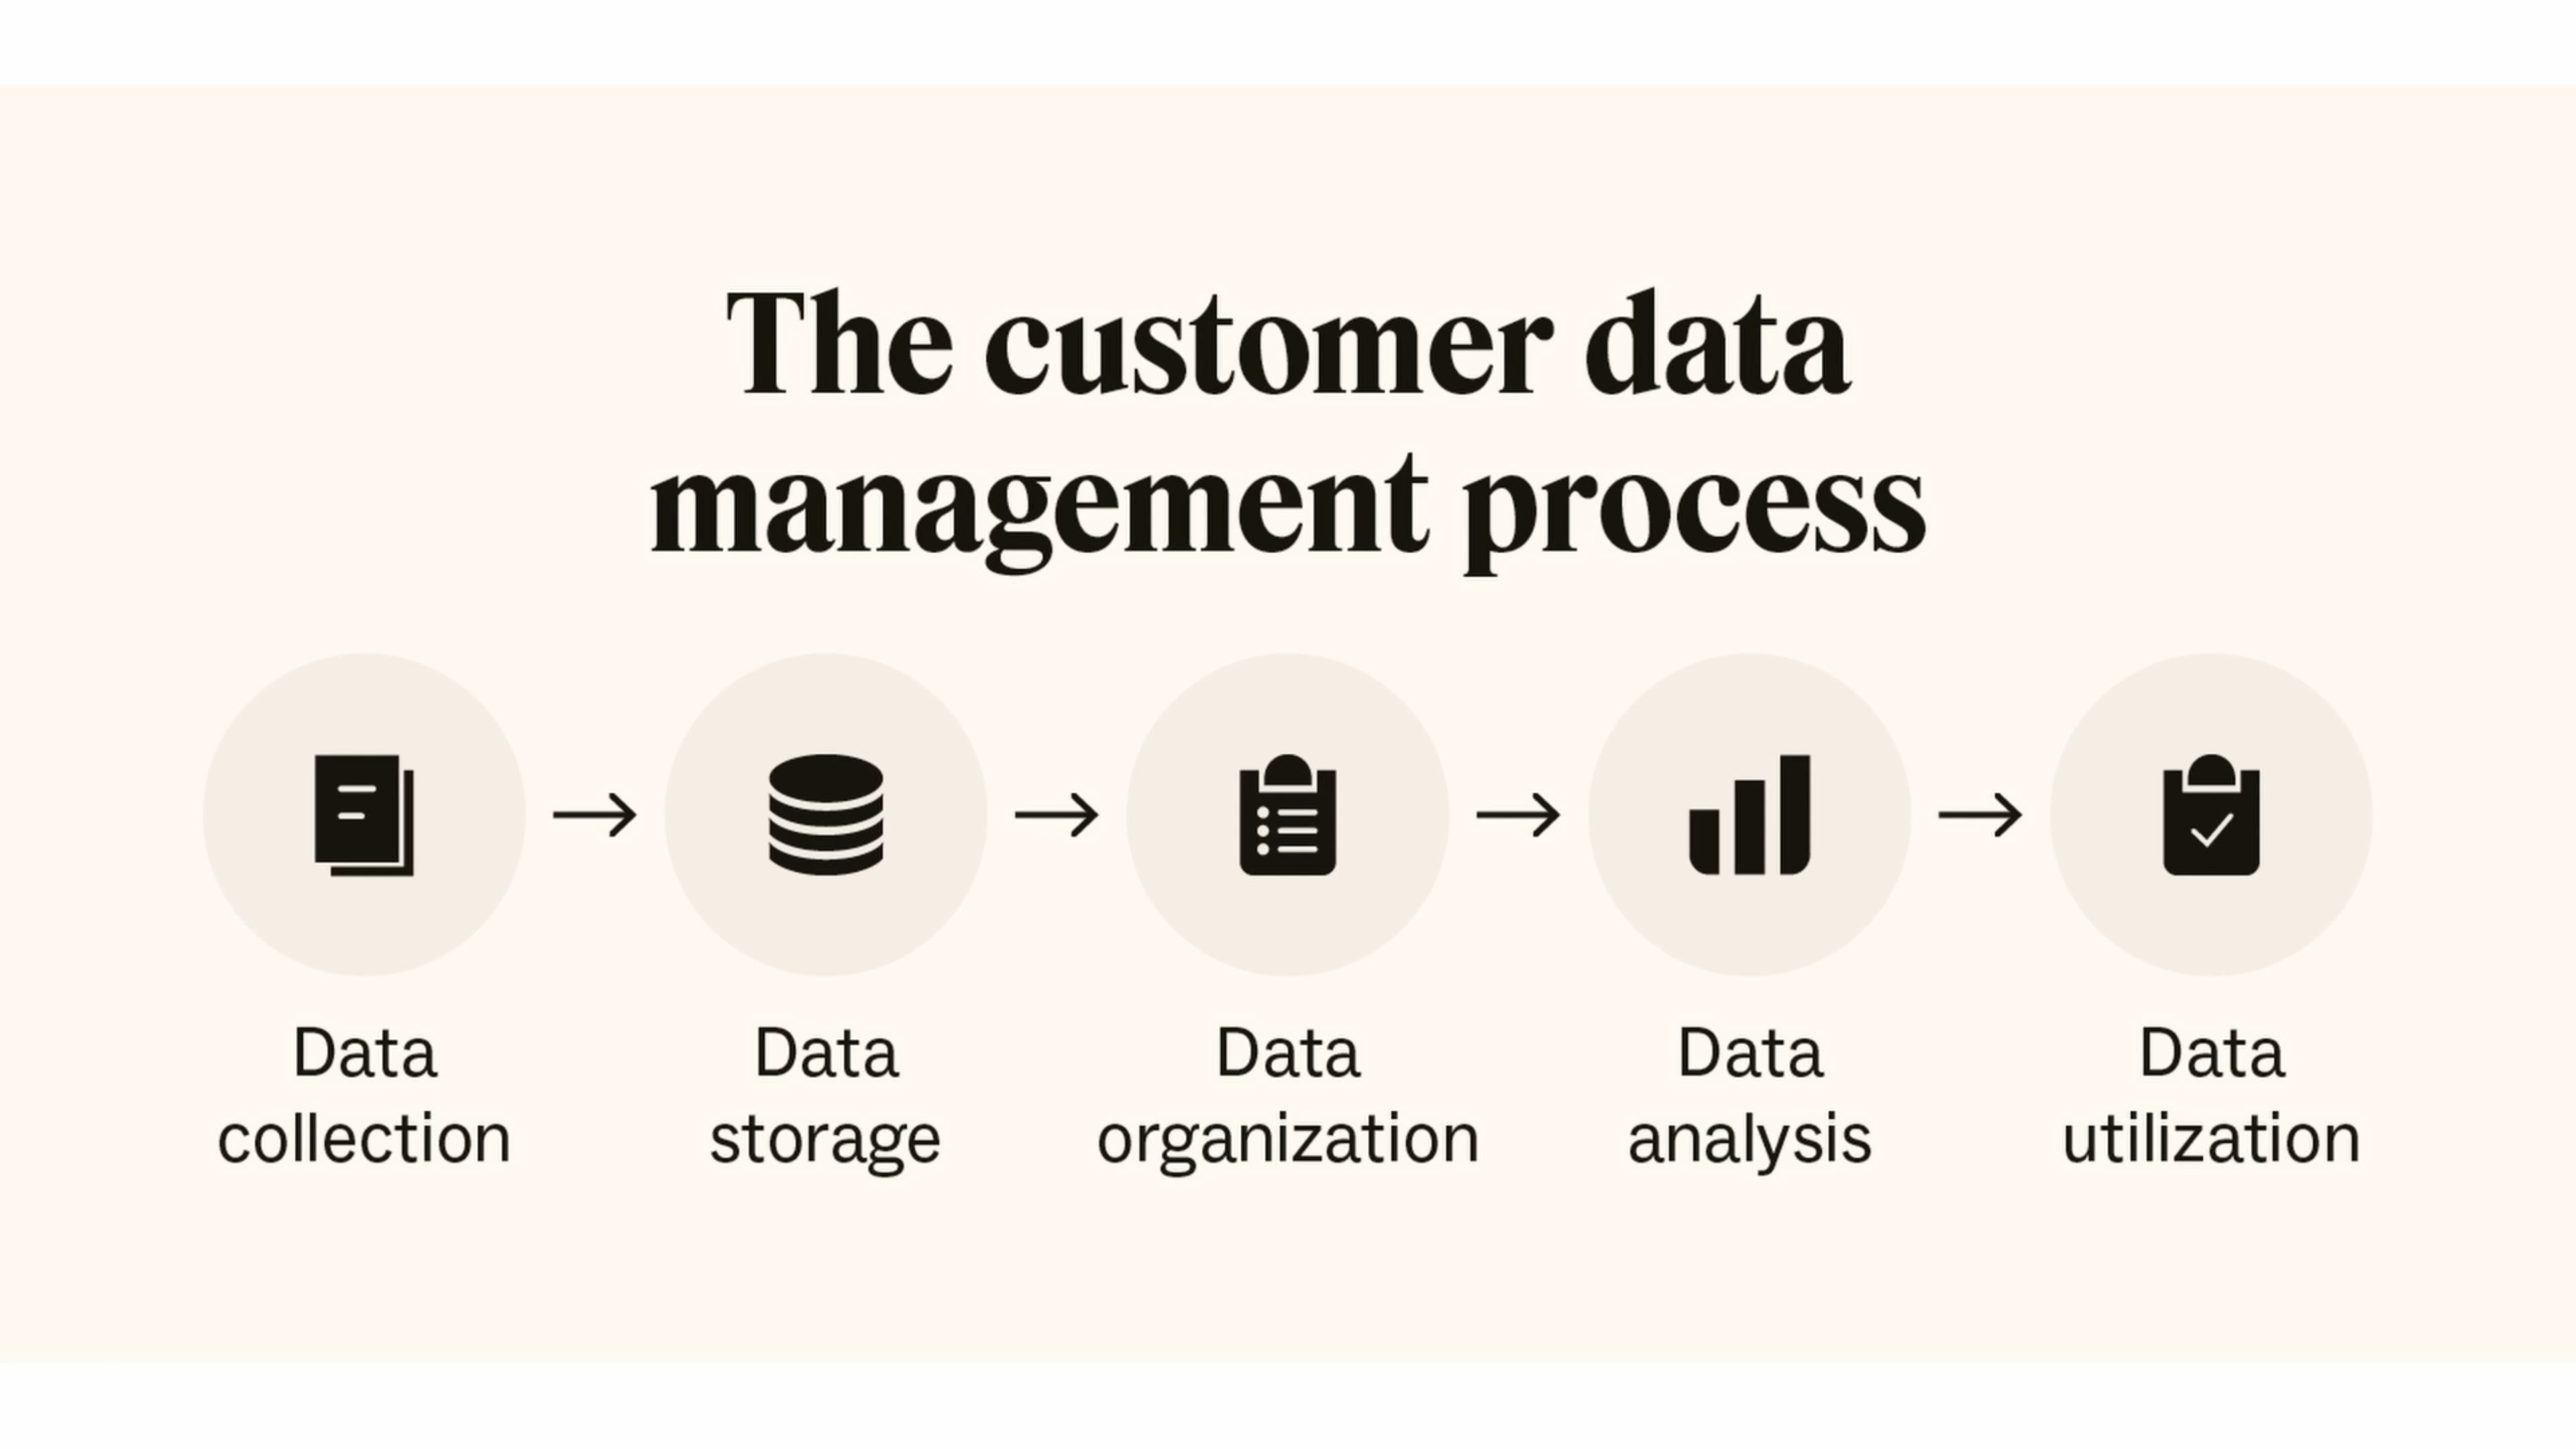 The customer data
management process
Data
collection
Data
storage
Data
organization
Data
analysis
Data
utilization